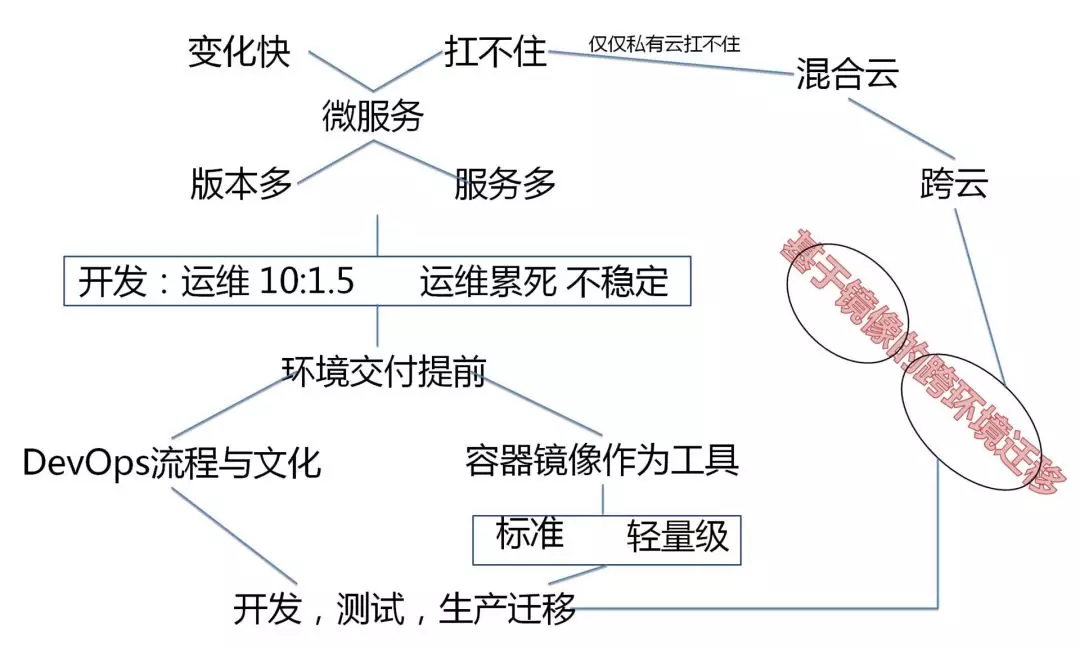 变化快 扛不住 仅仅私有云扛不住
混合云
微服务
版本多 服务多 跨云
基于镜像的跨环境迁移
开发：运维 10:1.5 运维累死 不稳定
环境交付提前
DevOps流程与文化 容器镜像作为工具
标准 轻量级
开发，测试，生产迁移